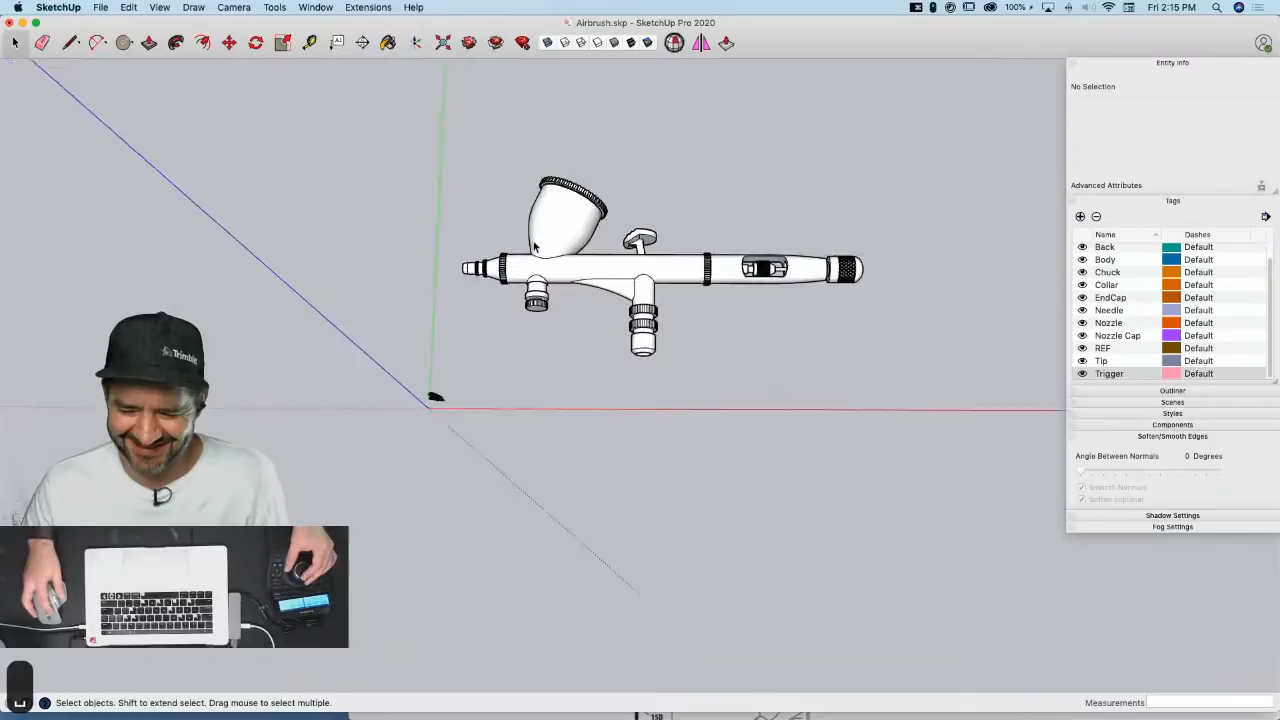 SketchUp File Edit View Draw Camera Tools Window Extensions Help
100% Fri 2:15 PM
Airbrush.skp - SketchUp Pro 2020
Entity Info
No Selection
Advanced Attributes
Tags
Name Dashes
Back Default
Body Default
Chuck Default
Collar Default
EndCap Default
Needle Default
Nozzle Default
Nozzle Cap Default
REF Default
Tip Default
Trigger Default
Outliner
Scenes
Styles
Components
Soften/Smooth Edges
Angle Between Normals 0 Degrees
Smooth Normals
Soften coplanar
Shadow Settings
Fog Settings
Trimble
Select objects. Shift to extend select. Drag mouse to select multiple.
Measurements
150